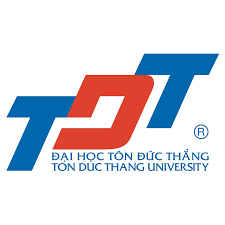 TDT
®
ĐẠI HỌC TÔN ĐỨC THẮNG
TON DUC THANG UNIVERSITY